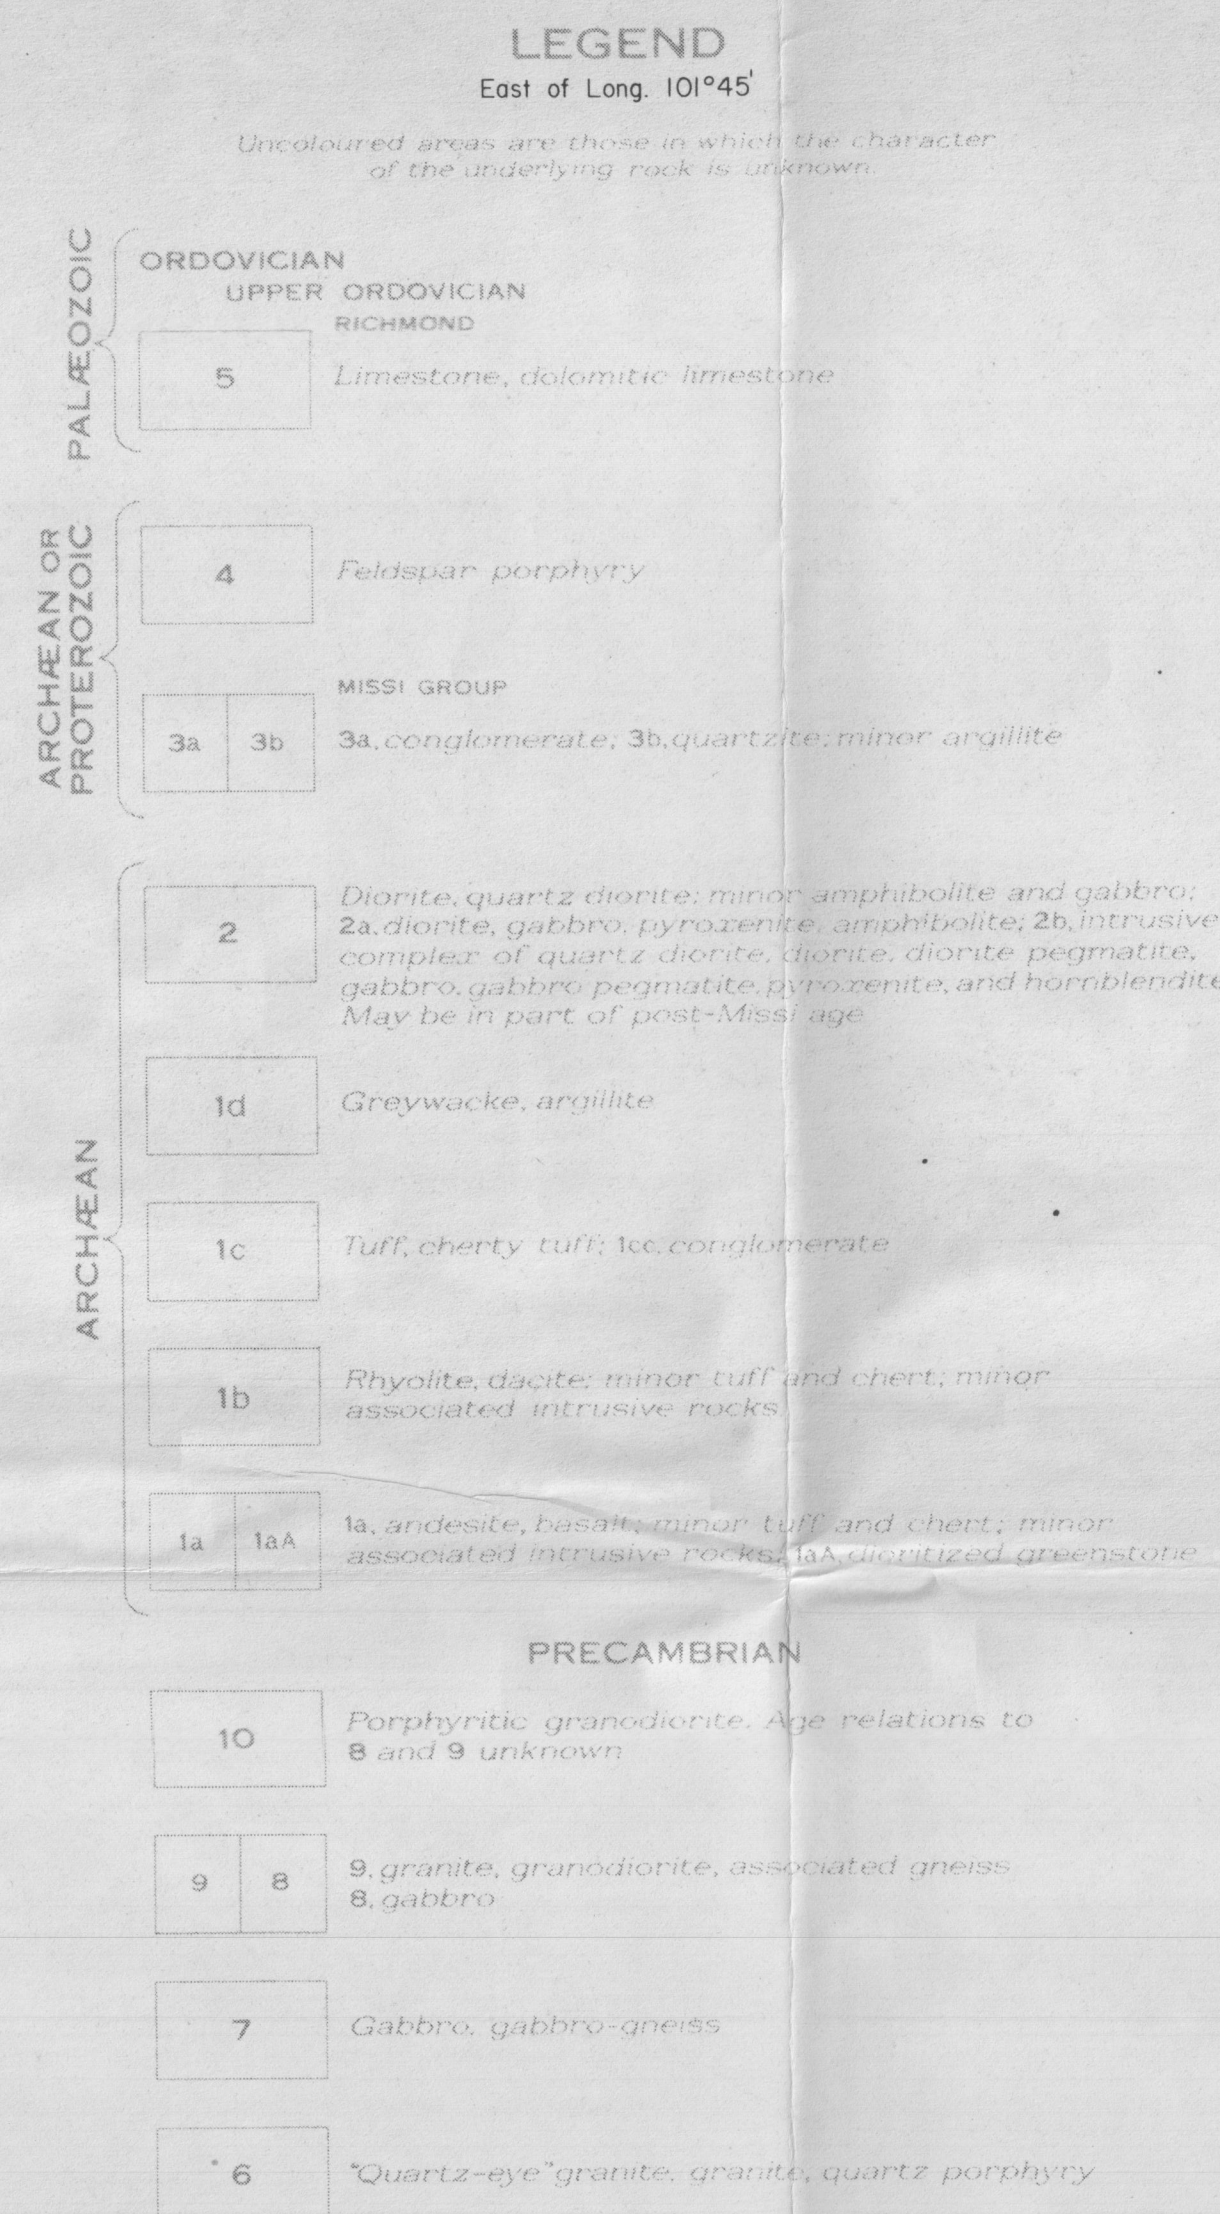 LEGEND
East of Long. 101°45'
Uncoloured areas are those in which the character
of the underlying rock is unknown.
PALÆOZOIC
ORDOVICIAN
UPPER ORDOVICIAN
RICHMOND
5 Limestone, dolomitic limestone
ARCHÆAN OR
PROTEROZOIC
4 Feldspar porphyry
MISSI GROUP
3a 3b 3a, conglomerate; 3b, quartzite; minor argillite
ARCHÆAN
2 Diorite, quartz diorite; minor amphibolite and gabbro;
2a, diorite, gabbro, pyroxenite, amphibolite; 2b, intrusive
complex of quartz diorite, diorite, diorite pegmatite,
gabbro, gabbro pegmatite, pyroxenite, and hornblendite
May be in part of post-Missi age
1d Greywacke, argillite
1c Tuff, cherty tuff; 1cc, conglomerate
1b Rhyolite, dacite; minor tuff and chert; minor
associated intrusive rocks
1a 1aA 1a, andesite, basalt; minor tuff and chert; minor
associated intrusive rocks; 1aA, dioritized greenstone
PRECAMBRIAN
10 Porphyritic granodiorite. Age relations to
8 and 9 unknown
9 8 9, granite, granodiorite, associated gneiss
8, gabbro
7 Gabbro, gabbro-gneiss
6 "Quartz-eye" granite, granite, quartz porphyry